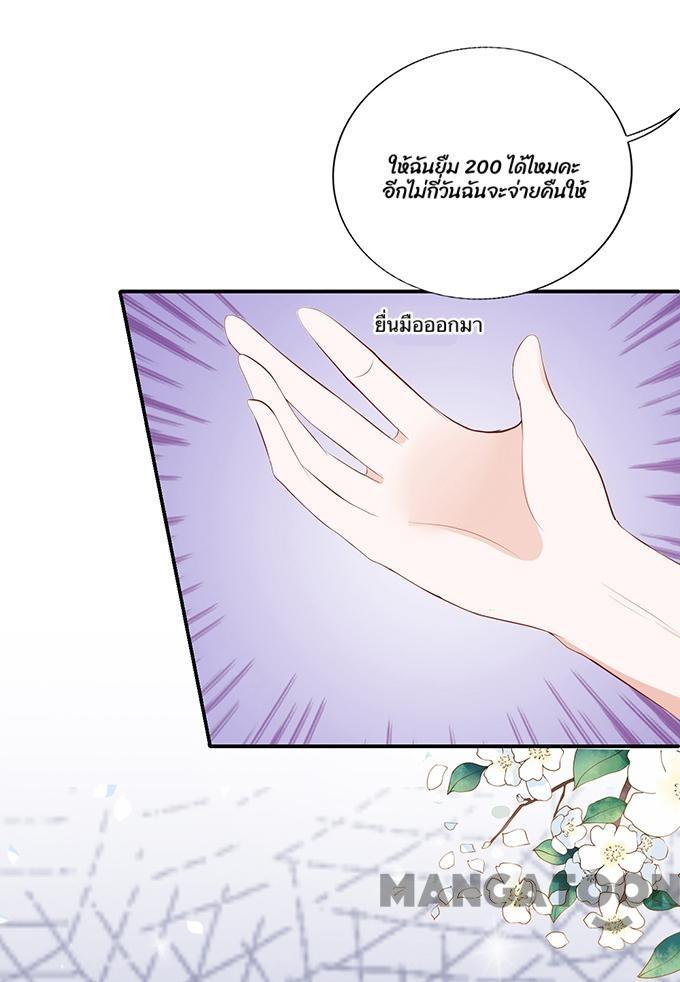 ให้ฉันยืม 200 ได้ไหมคะ
อีกไม่กี่วันฉันจะจ่ายคืนให้
ยื่นมือออกมา
MANGATOON